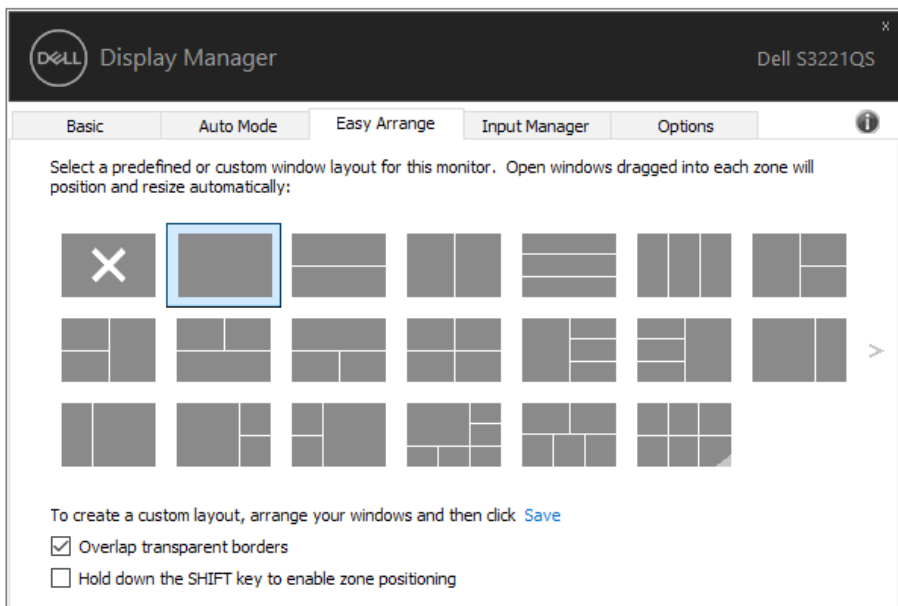 x
DELL Display Manager Dell S3221QS
Basic Auto Mode Easy Arrange Input Manager Options i
Select a predefined or custom window layout for this monitor. Open windows dragged into each zone will
position and resize automatically:
>
To create a custom layout, arrange your windows and then click Save
Overlap transparent borders
Hold down the SHIFT key to enable zone positioning